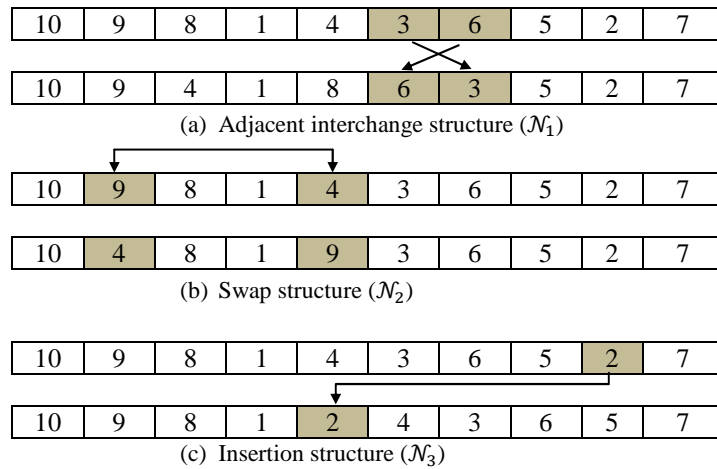 10 9 8 1 4 3 6 5 2 7
10 9 4 1 8 6 3 5 2 7
(a) Adjacent interchange structure (𝒩₁)
10 9 8 1 4 3 6 5 2 7
10 4 8 1 9 3 6 5 2 7
(b) Swap structure (𝒩₂)
10 9 8 1 4 3 6 5 2 7
10 9 8 1 2 4 3 6 5 7
(c) Insertion structure (𝒩₃)